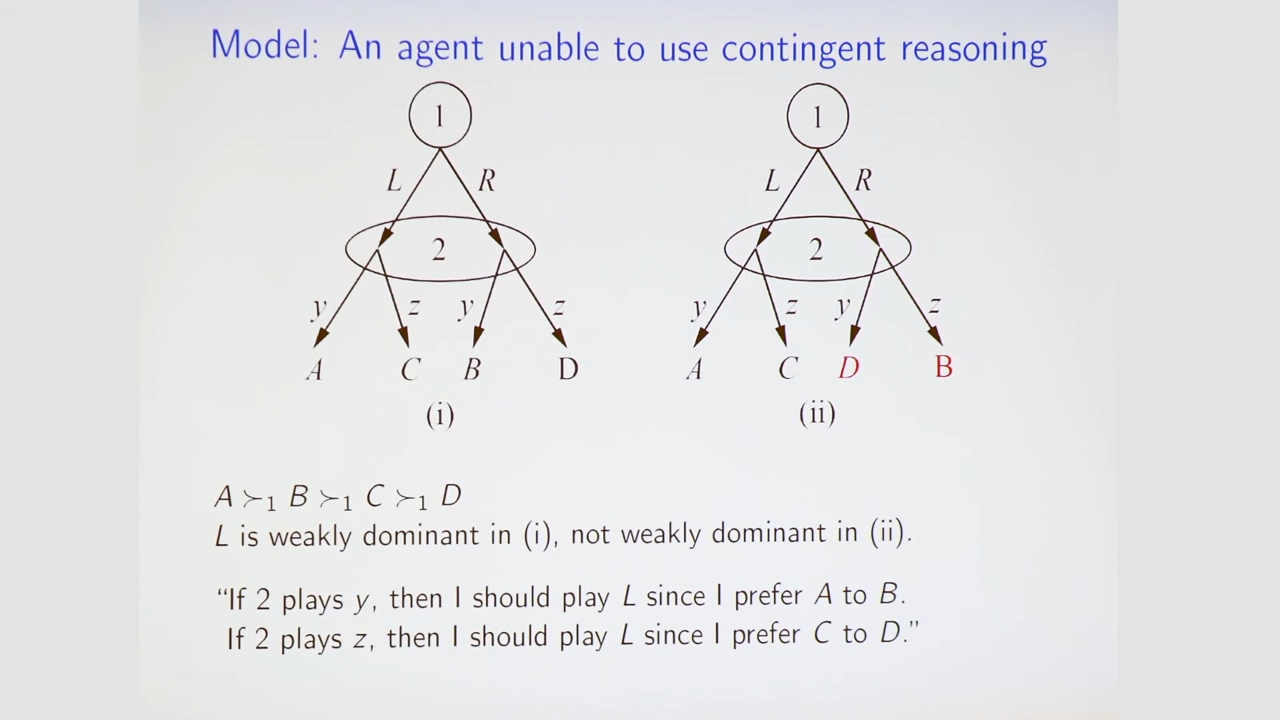 Model: An agent unable to use contingent reasoning
1 1
L R L R
2 2
y z y z y z y z
A C B D A C D B
(i) (ii)
A ≻₁ B ≻₁ C ≻₁ D
L is weakly dominant in (i), not weakly dominant in (ii).
“If 2 plays y, then I should play L since I prefer A to B.
If 2 plays z, then I should play L since I prefer C to D.”